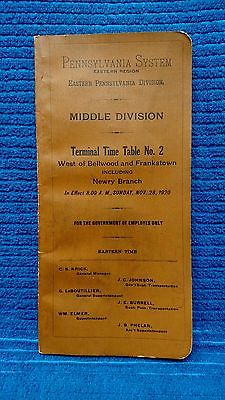 PENNSYLVANIA SYSTEM
EASTERN REGION
EASTERN PENNSYLVANIA DIVISION.
MIDDLE DIVISION
Terminal Time Table No. 2
West of Bellwood and Frankstown
INCLUDING
Newry Branch
In Effect 8.00 A. M., SUNDAY, NOV. 28, 1920
FOR THE GOVERNMENT OF EMPLOYES ONLY
EASTERN TIME
C. S. KRICK,
General Manager
J. C. JOHNSON,
Gen'l Supt. Transportation
G. LeBOUTILLIER,
General Superintendent
J. E. BURRELL,
Supt. Pass. Transportation
WM. ELMER,
Superintendent
J. B. PHELAN,
Ass't Superintendent